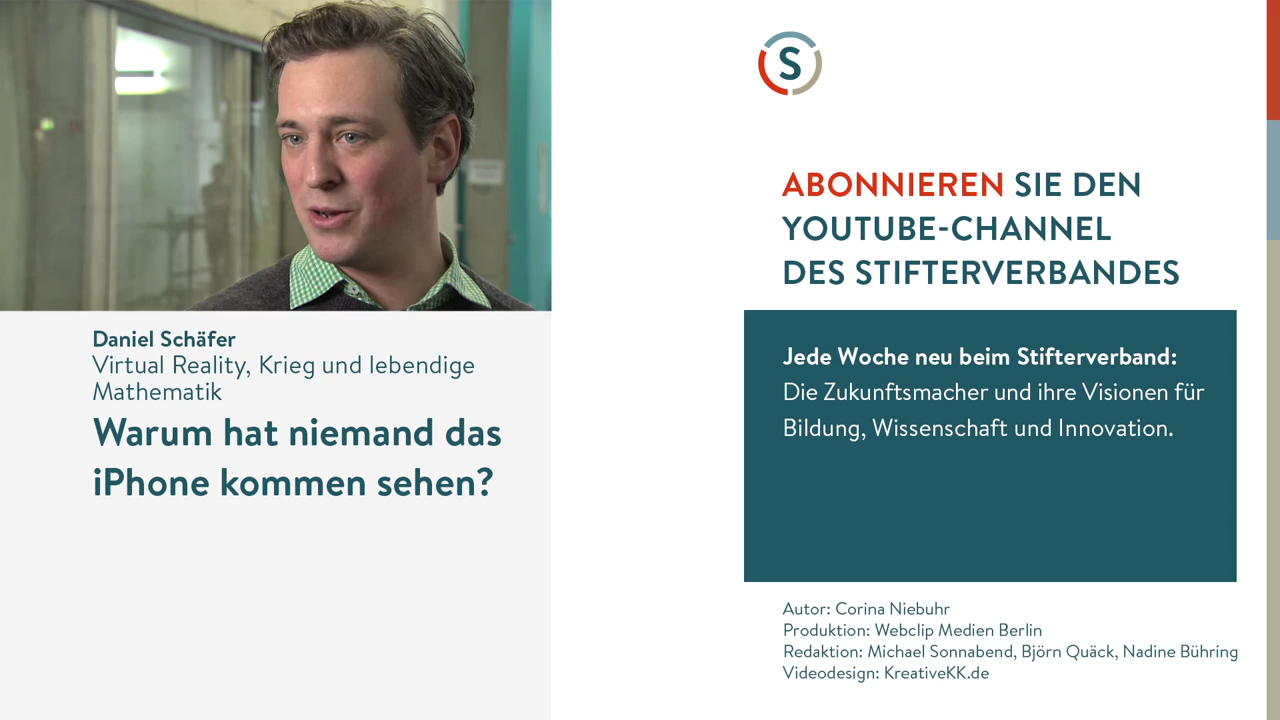 Daniel Schäfer
Virtual Reality, Krieg und lebendige
Mathematik
Warum hat niemand das
iPhone kommen sehen?
S
ABONNIEREN SIE DEN
YOUTUBE-CHANNEL
DES STIFTERVERBANDES
Jede Woche neu beim Stifterverband:
Die Zukunftsmacher und ihre Visionen für
Bildung, Wissenschaft und Innovation.
Autor: Corina Niebuhr
Produktion: Webclip Medien Berlin
Redaktion: Michael Sonnabend, Björn Quäck, Nadine Bühring
Videodesign: KreativeKK.de